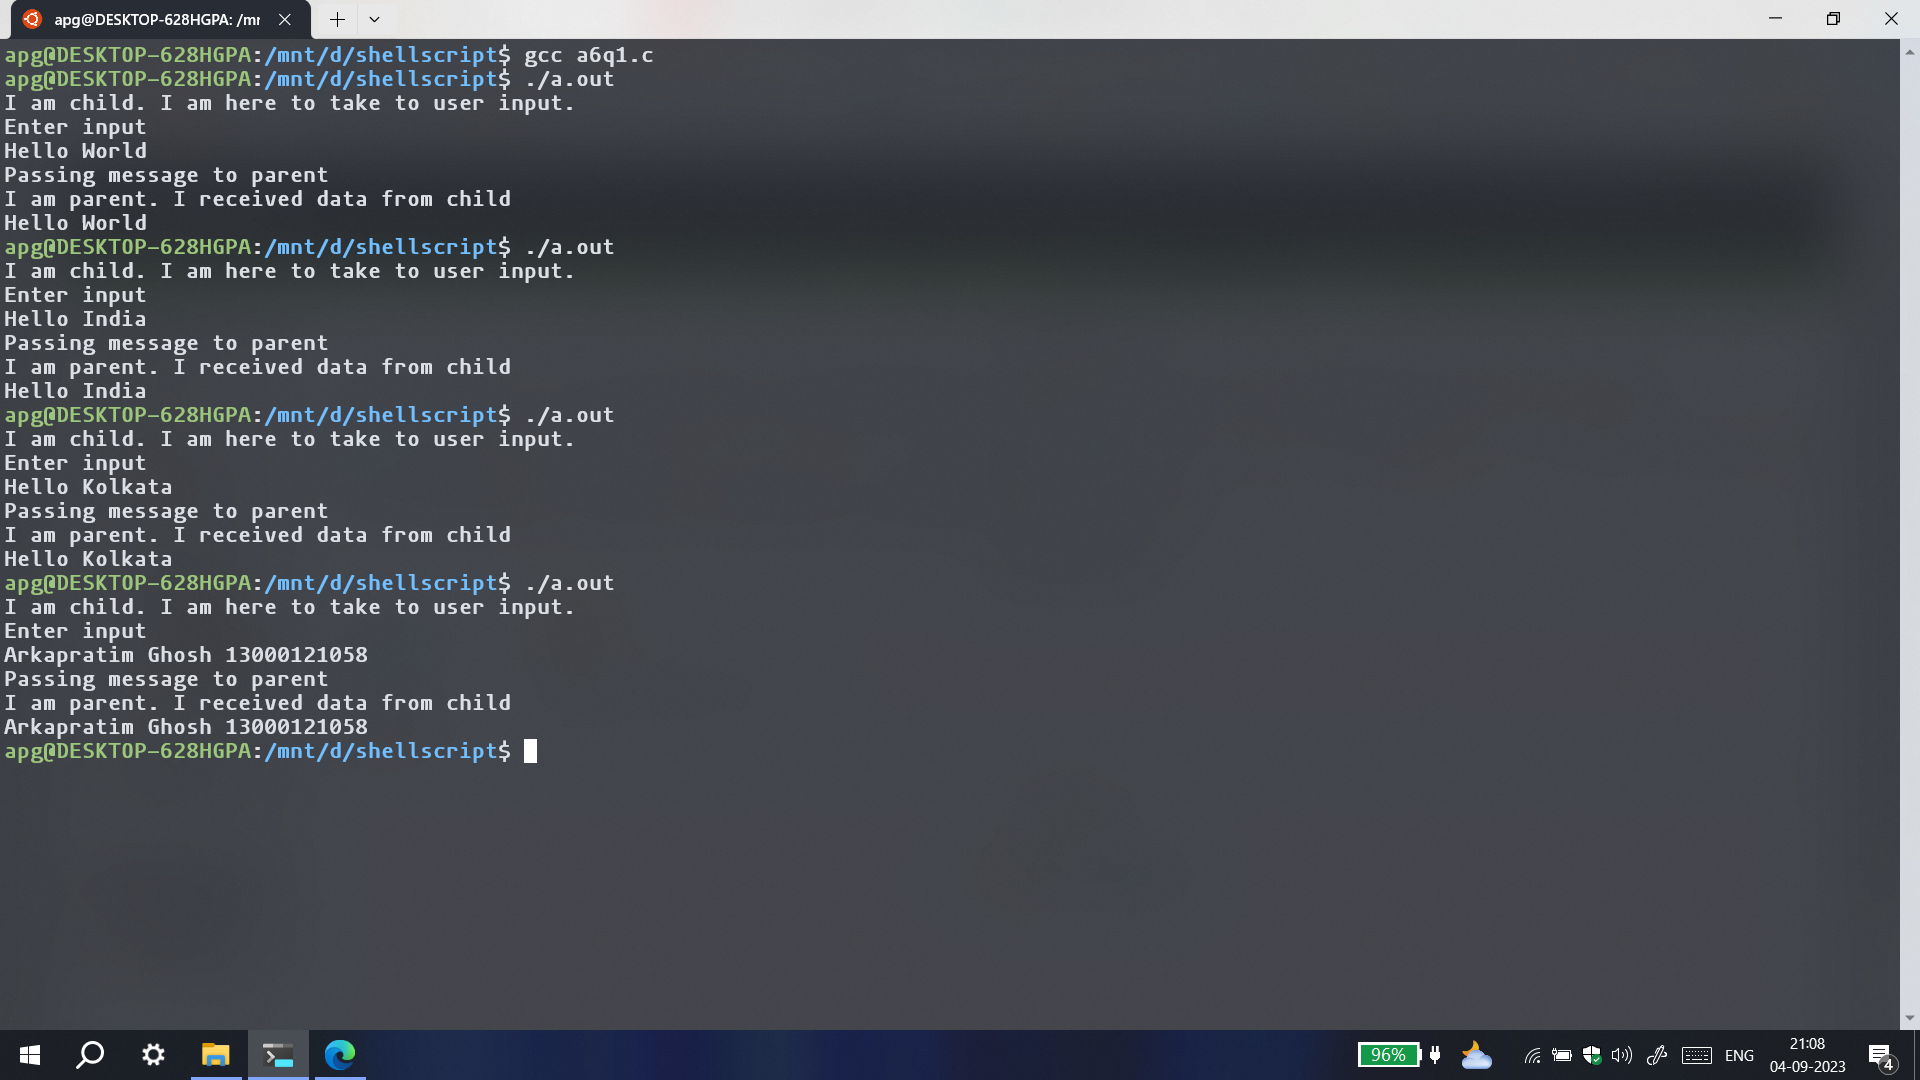 apg@DESKTOP-628HGPA: /mr
apg@DESKTOP-628HGPA:/mnt/d/shellscript$ gcc a6q1.c
apg@DESKTOP-628HGPA:/mnt/d/shellscript$ ./a.out
I am child. I am here to take to user input.
Enter input
Hello World
Passing message to parent
I am parent. I received data from child
Hello World
apg@DESKTOP-628HGPA:/mnt/d/shellscript$ ./a.out
I am child. I am here to take to user input.
Enter input
Hello India
Passing message to parent
I am parent. I received data from child
Hello India
apg@DESKTOP-628HGPA:/mnt/d/shellscript$ ./a.out
I am child. I am here to take to user input.
Enter input
Hello Kolkata
Passing message to parent
I am parent. I received data from child
Hello Kolkata
apg@DESKTOP-628HGPA:/mnt/d/shellscript$ ./a.out
I am child. I am here to take to user input.
Enter input
Arkapratim Ghosh 13000121058
Passing message to parent
I am parent. I received data from child
Arkapratim Ghosh 13000121058
apg@DESKTOP-628HGPA:/mnt/d/shellscript$
96%
ENG
21:08
04-09-2023
4